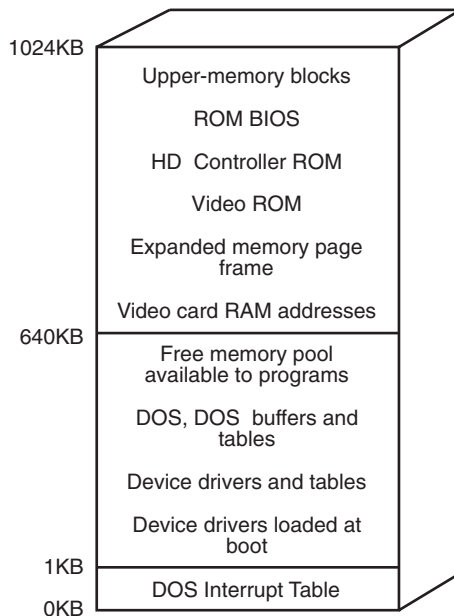 1024KB
Upper-memory blocks
ROM BIOS
HD Controller ROM
Video ROM
Expanded memory page
frame
Video card RAM addresses
640KB
Free memory pool
available to programs
DOS, DOS buffers and
tables
Device drivers and tables
Device drivers loaded at
boot
1KB
DOS Interrupt Table
0KB